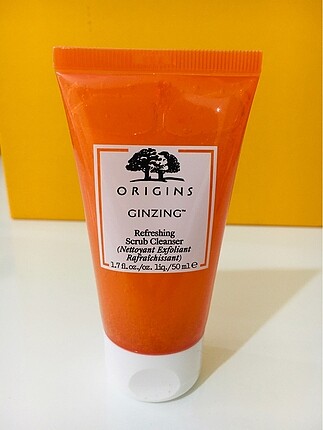 ORIGINS
GINZING™
Refreshing
Scrub Cleanser
(Nettoyant Exfoliant
Rafraîchissant)
1.7 fl. oz./oz. liq./50 ml ℮